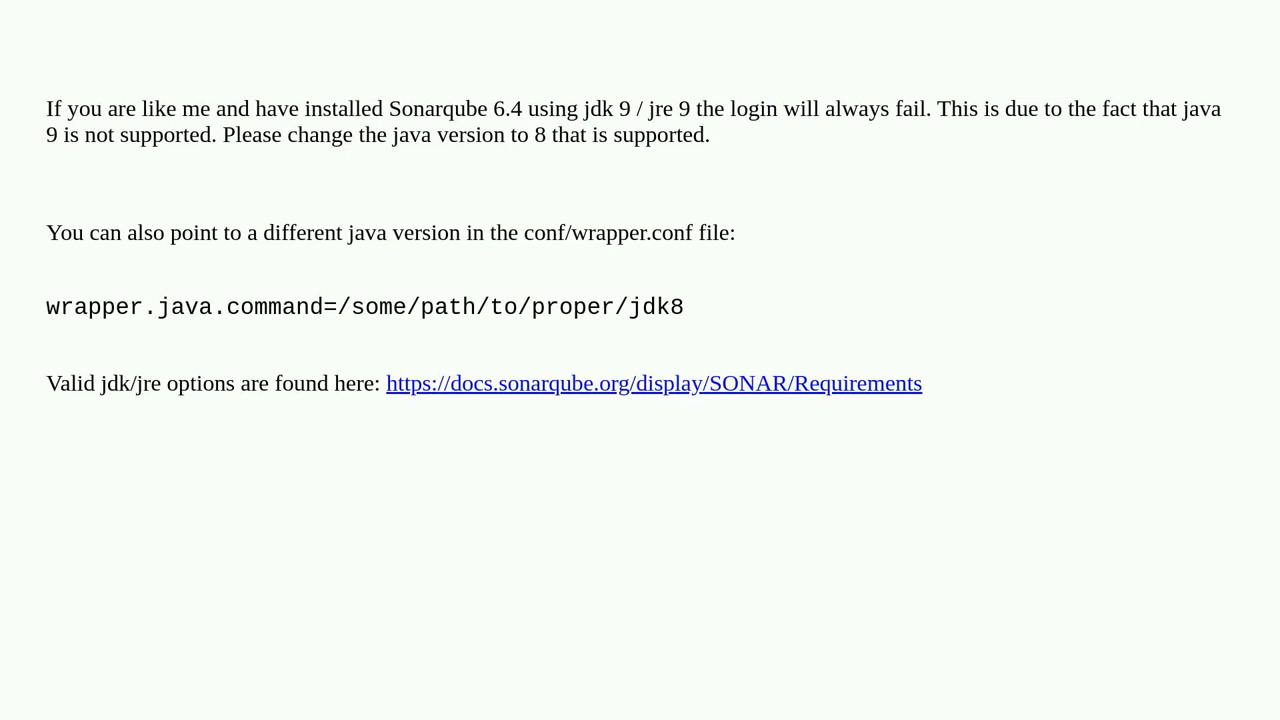 If you are like me and have installed Sonarqube 6.4 using jdk 9 / jre 9 the login will always fail. This is due to the fact that java
9 is not supported. Please change the java version to 8 that is supported.
You can also point to a different java version in the conf/wrapper.conf file:
wrapper.java.command=/some/path/to/proper/jdk8
Valid jdk/jre options are found here: https://docs.sonarqube.org/display/SONAR/Requirements